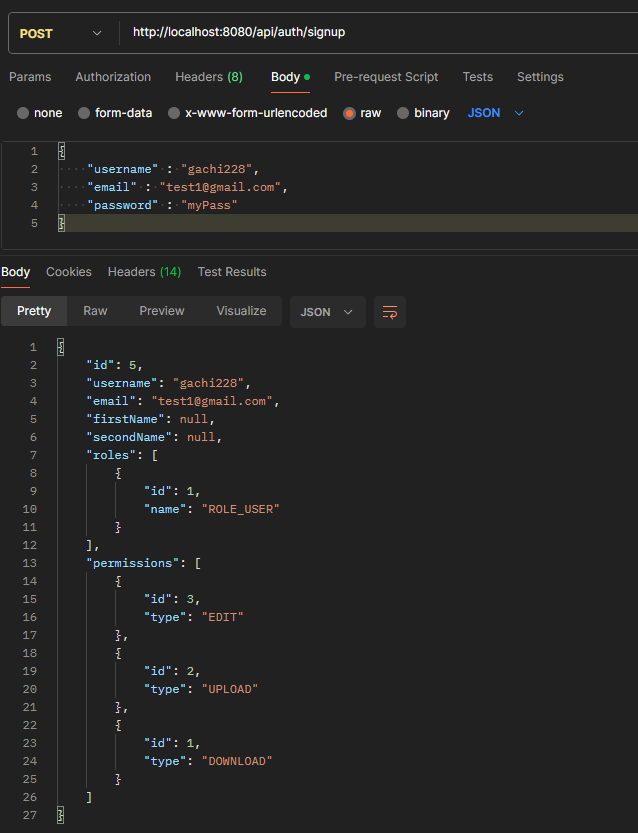 POST http://localhost:8080/api/auth/signup
Params Authorization Headers (8) Body Pre-request Script Tests Settings
none form-data x-www-form-urlencoded raw binary JSON
1 {
2 "username" : "gachi228",
3 "email" : "test1@gmail.com",
4 "password" : "myPass"
5 }
Body Cookies Headers (14) Test Results
Pretty Raw Preview Visualize JSON
1 {
2 "id": 5,
3 "username": "gachi228",
4 "email": "test1@gmail.com",
5 "firstName": null,
6 "secondName": null,
7 "roles": [
8 {
9 "id": 1,
10 "name": "ROLE_USER"
11 }
12 ],
13 "permissions": [
14 {
15 "id": 3,
16 "type": "EDIT"
17 },
18 {
19 "id": 2,
20 "type": "UPLOAD"
21 },
22 {
23 "id": 1,
24 "type": "DOWNLOAD"
25 }
26 ]
27 }